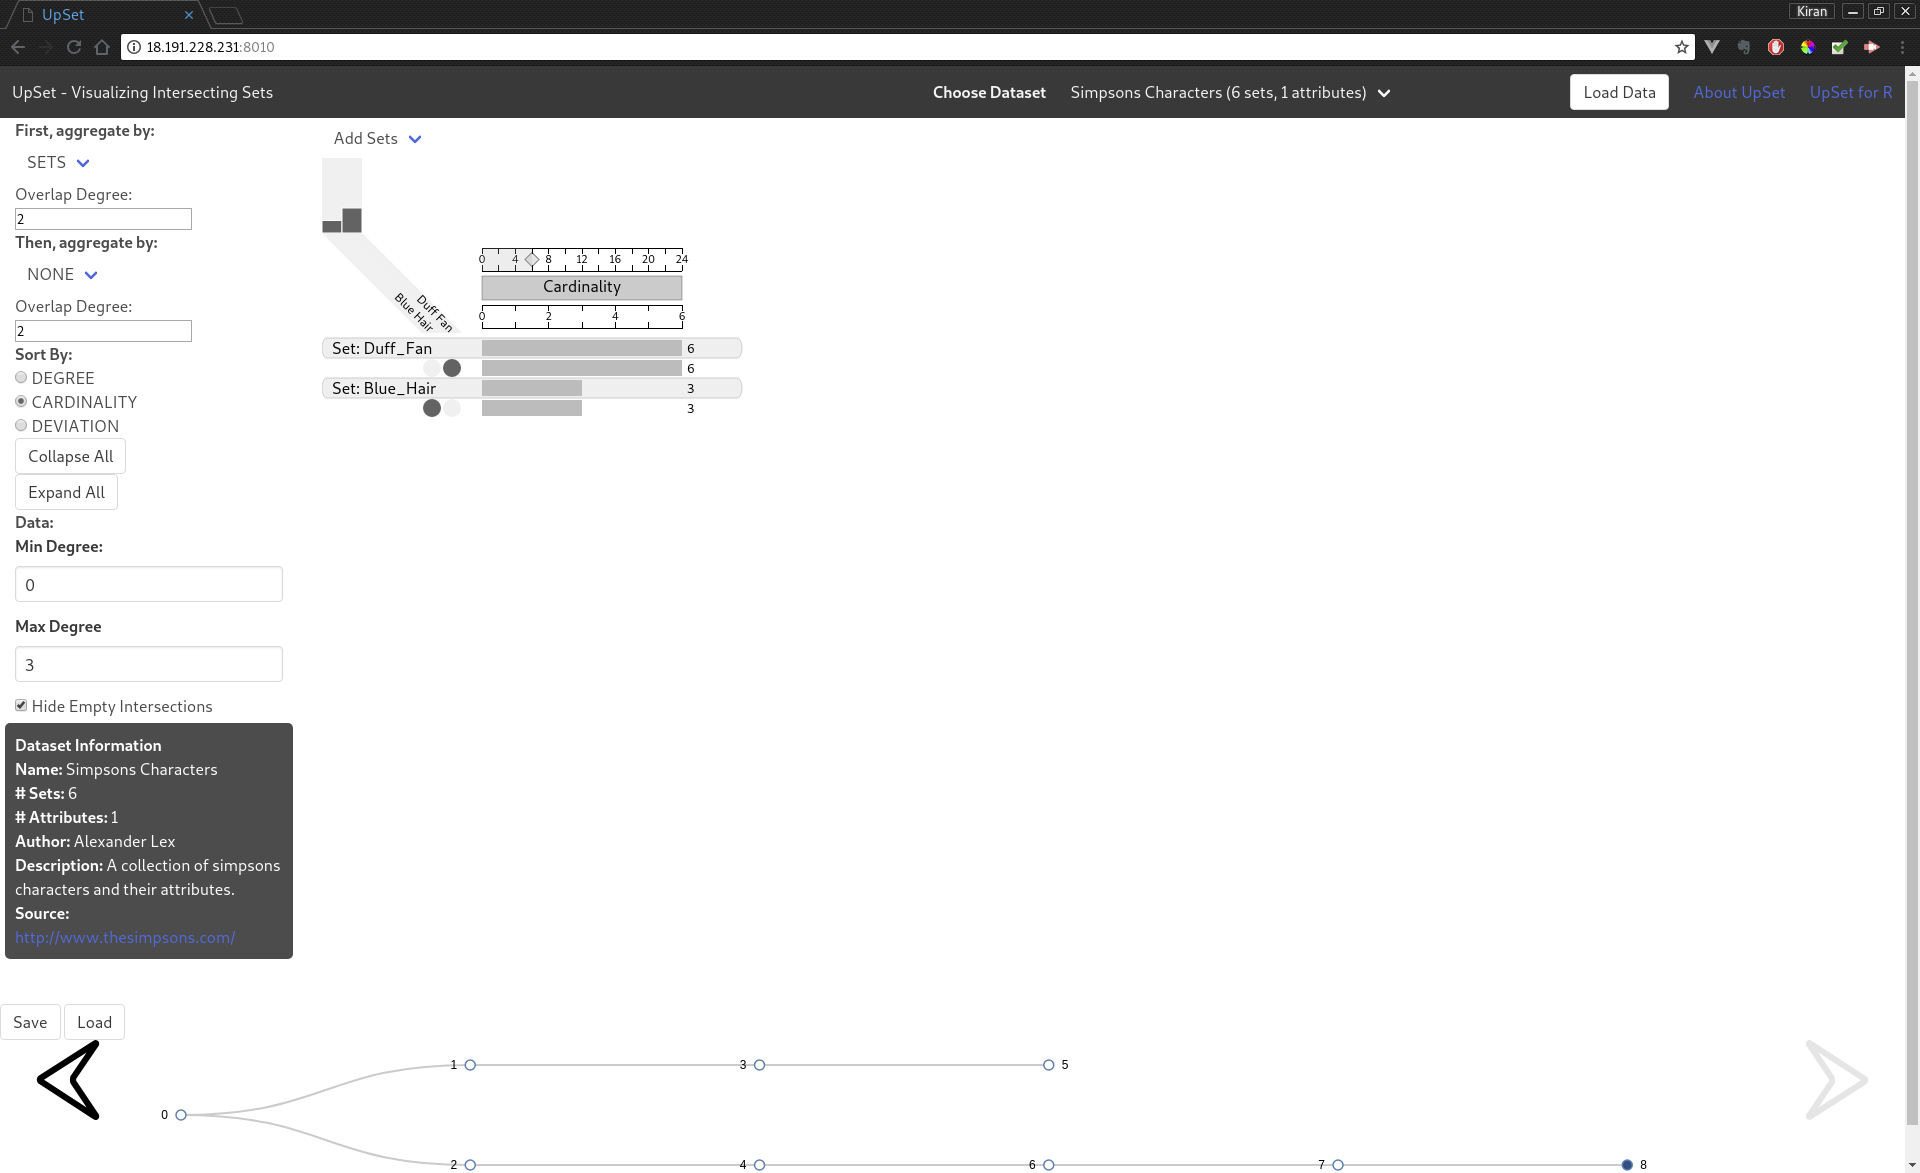 UpSet
Kiran
18.191.228.231:8010
UpSet - Visualizing Intersecting Sets
Choose Dataset
Simpsons Characters (6 sets, 1 attributes)
Load Data
About UpSet
UpSet for R
First, aggregate by:
SETS
Overlap Degree:
2
Then, aggregate by:
NONE
Overlap Degree:
2
Sort By:
DEGREE
CARDINALITY
DEVIATION
Collapse All
Expand All
Data:
Min Degree:
0
Max Degree
3
Hide Empty Intersections
Dataset Information
Name: Simpsons Characters
# Sets: 6
# Attributes: 1
Author: Alexander Lex
Description: A collection of simpsons
characters and their attributes.
Source:
http://www.thesimpsons.com/
Add Sets
Blue Hair
Duff Fan
0 4 8 12 16 20 24
Cardinality
0 2 4 6
Set: Duff_Fan 6
6
Set: Blue_Hair 3
3
Save
Load
1 3 5
0
2 4 6 7 8